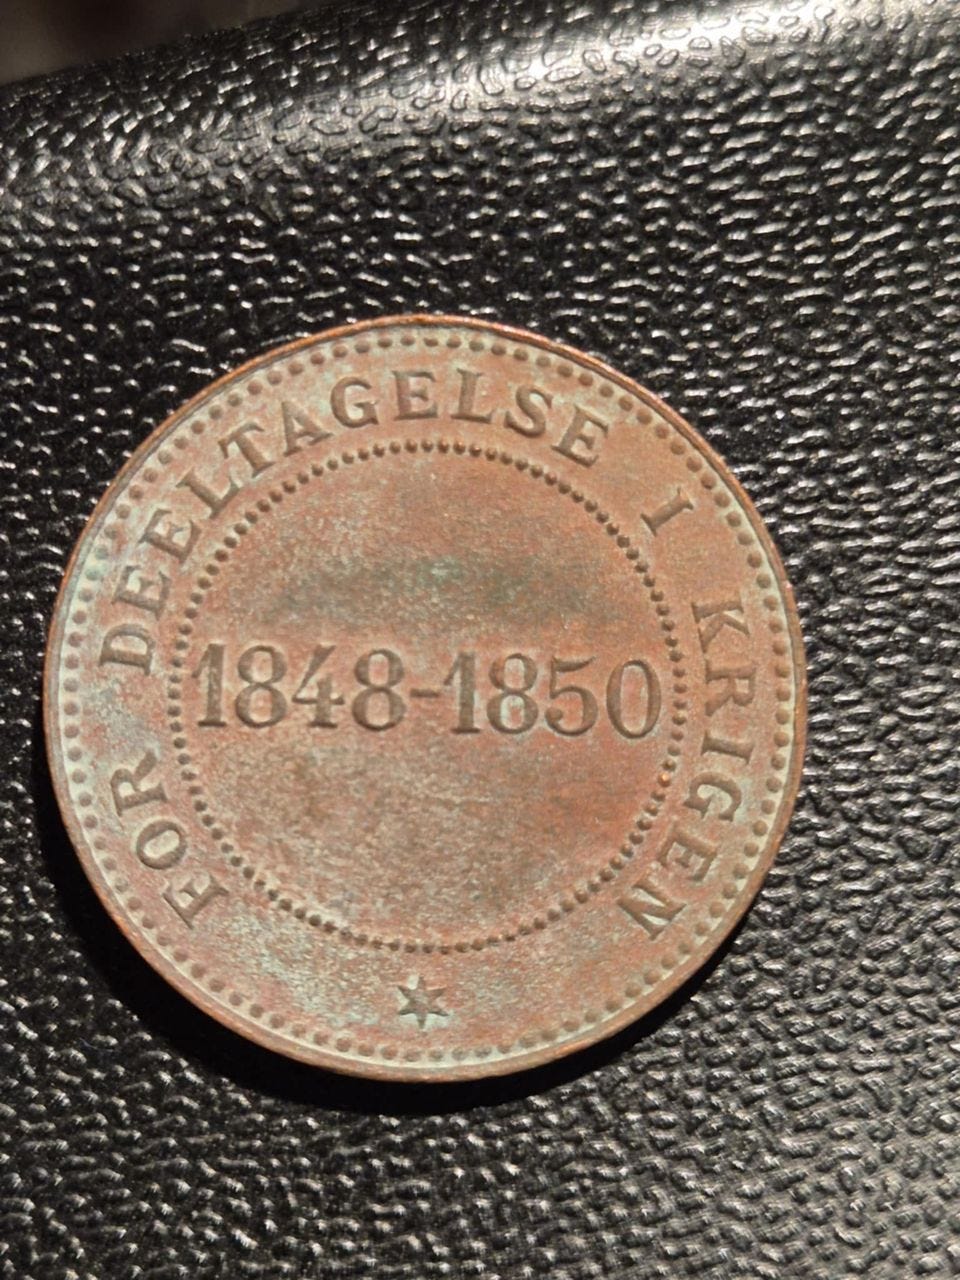 FOR DEELTAGELSE I KRIGEN
1848-1850